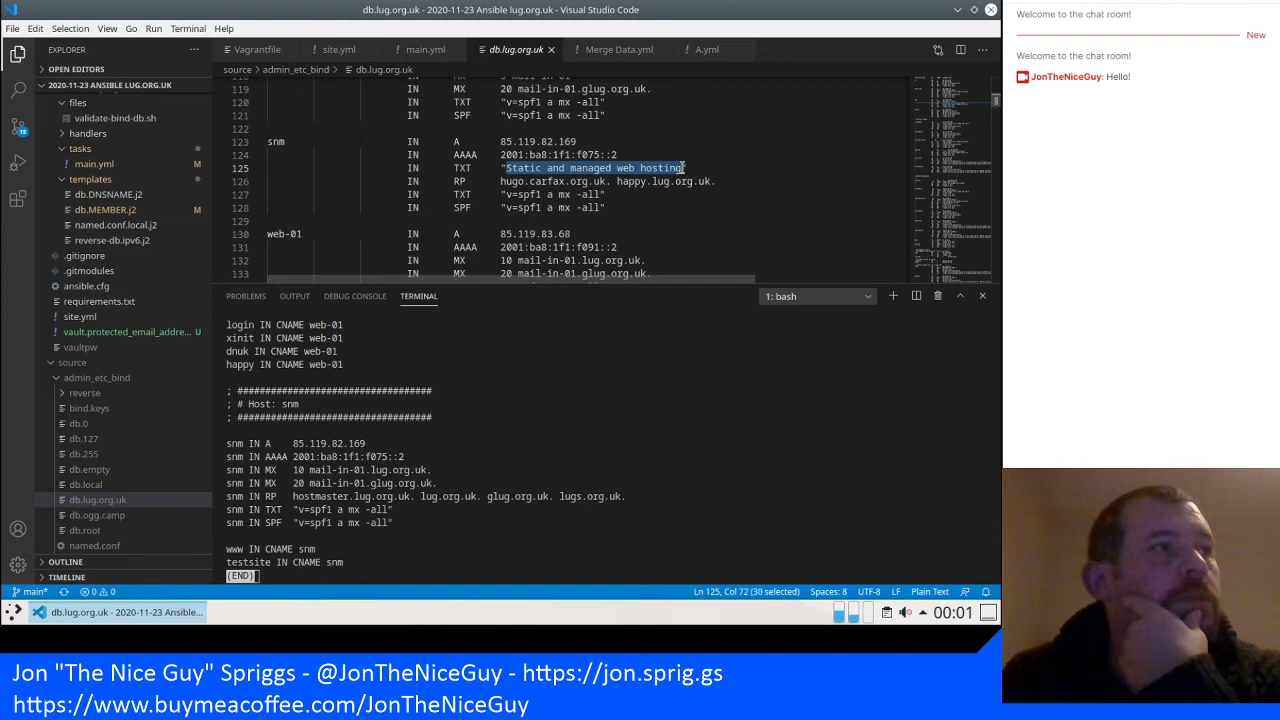 db.lug.org.uk - 2020-11-23 Ansible lug.org.uk - Visual Studio Code
File Edit Selection View Go Run Terminal Help
EXPLORER
Vagrantfile
site.yml
main.yml
db.lug.org.uk
Merge Data.yml
A.yml
OPEN EDITORS
source > admin_etc_bind > db.lug.org.uk
2020-11-23 ANSIBLE LUG.ORG.UK
files
validate-bind-db.sh
handlers
tasks
main.yml M
templates
db.DNSNAME.j2
db.MEMBER.j2 M
named.conf.local.j2
reverse-db.ipv6.j2
.gitignore
.gitmodules
ansible.cfg
requirements.txt
site.yml
vault.protected_email_addre... U
vaultpw
source
admin_etc_bind
reverse
bind.keys
db.0
db.127
db.255
db.empty
db.local
db.lug.org.uk
db.ogg.camp
db.root
named.conf
OUTLINE
TIMELINE
15
119 IN MX 20 mail-in-01.glug.org.uk.
120 IN TXT "v=spf1 a mx -all"
121 IN SPF "v=spf1 a mx -all"
122
123 snm IN A 85.119.82.169
124 IN AAAA 2001:ba8:1f1:f075::2
125 IN TXT "Static and managed web hosting
126 IN RP hugo.carfax.org.uk. happy.lug.org.uk.
127 IN TXT "v=spf1 a mx -all"
128 IN SPF "v=spf1 a mx -all"
129
130 web-01 IN A 85.119.83.68
131 IN AAAA 2001:ba8:1f1:f091::2
132 IN MX 10 mail-in-01.lug.org.uk.
133 IN MX 20 mail-in-01.glug.org.uk.
PROBLEMS OUTPUT DEBUG CONSOLE TERMINAL
1: bash
login IN CNAME web-01
xinit IN CNAME web-01
dnuk IN CNAME web-01
happy IN CNAME web-01
; #################################
; # Host: snm
; #################################
snm IN A 85.119.82.169
snm IN AAAA 2001:ba8:1f1:f075::2
snm IN MX 10 mail-in-01.lug.org.uk.
snm IN MX 20 mail-in-01.glug.org.uk.
snm IN RP hostmaster.lug.org.uk. lug.org.uk. glug.org.uk. lugs.org.uk.
snm IN TXT "v=spf1 a mx -all"
snm IN SPF "v=spf1 a mx -all"
www IN CNAME snm
testsite IN CNAME snm
(END)
main* 0 0
Ln 125, Col 72 (30 selected) Spaces: 8 UTF-8 LF Plain Text
db.lug.org.uk - 2020-11-23 Ansible...
00:01
Welcome to the chat room!
New
Welcome to the chat room!
JonTheNiceGuy: Hello!
Jon "The Nice Guy" Spriggs - @JonTheNiceGuy - https://jon.sprig.gs
https://www.buymeacoffee.com/JonTheNiceGuy